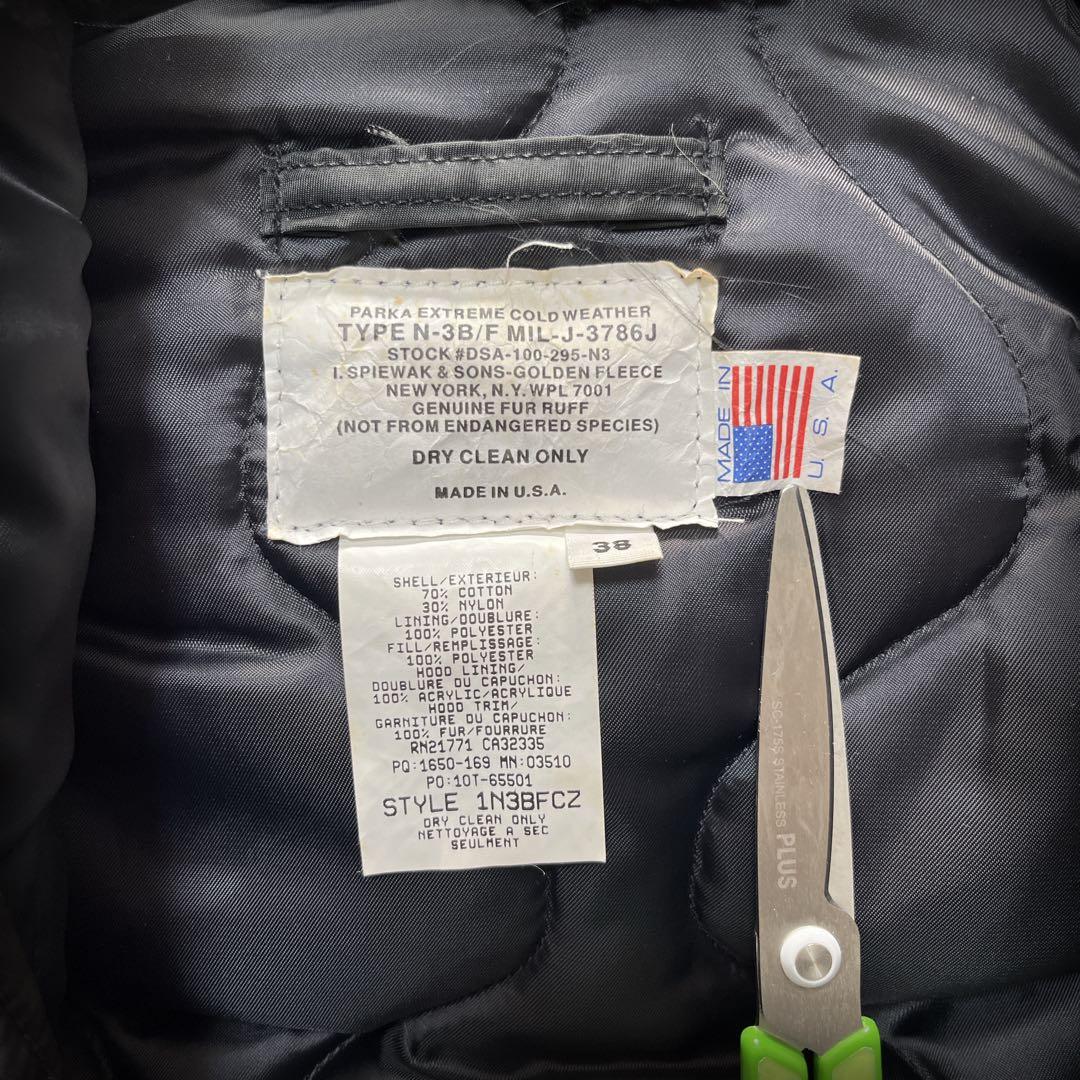 PARKA EXTREME COLD WEATHER
TYPE N-3B/F MIL-J-3786J
STOCK #DSA-100-295-N3
I. SPIEWAK & SONS-GOLDEN FLEECE
NEW YORK, N.Y. WPL 7001
GENUINE FUR RUFF
(NOT FROM ENDANGERED SPECIES)
DRY CLEAN ONLY
MADE IN U.S.A.
MADE IN
U. S. A.
38
SHELL/EXTERIEUR:
70% COTTON
30% NYLON
LINING/DOUBLURE:
100% POLYESTER
FILL/REMPLISSAGE:
100% POLYESTER
HOOD LINING/
DOUBLURE DU CAPUCHON:
100% ACRYLIC/ACRYLIQUE
HOOD TRIM/
GARNITURE DU CAPUCHON:
100% FUR/FOURRURE
RN21771 CA32335
PQ:1650-169 MN:03510
PO:10T-65501
STYLE 1N3BFCZ
DRY CLEAN ONLY
NETTOYAGE A SEC
SEULMENT
SC-175S STAINLESS PLUS